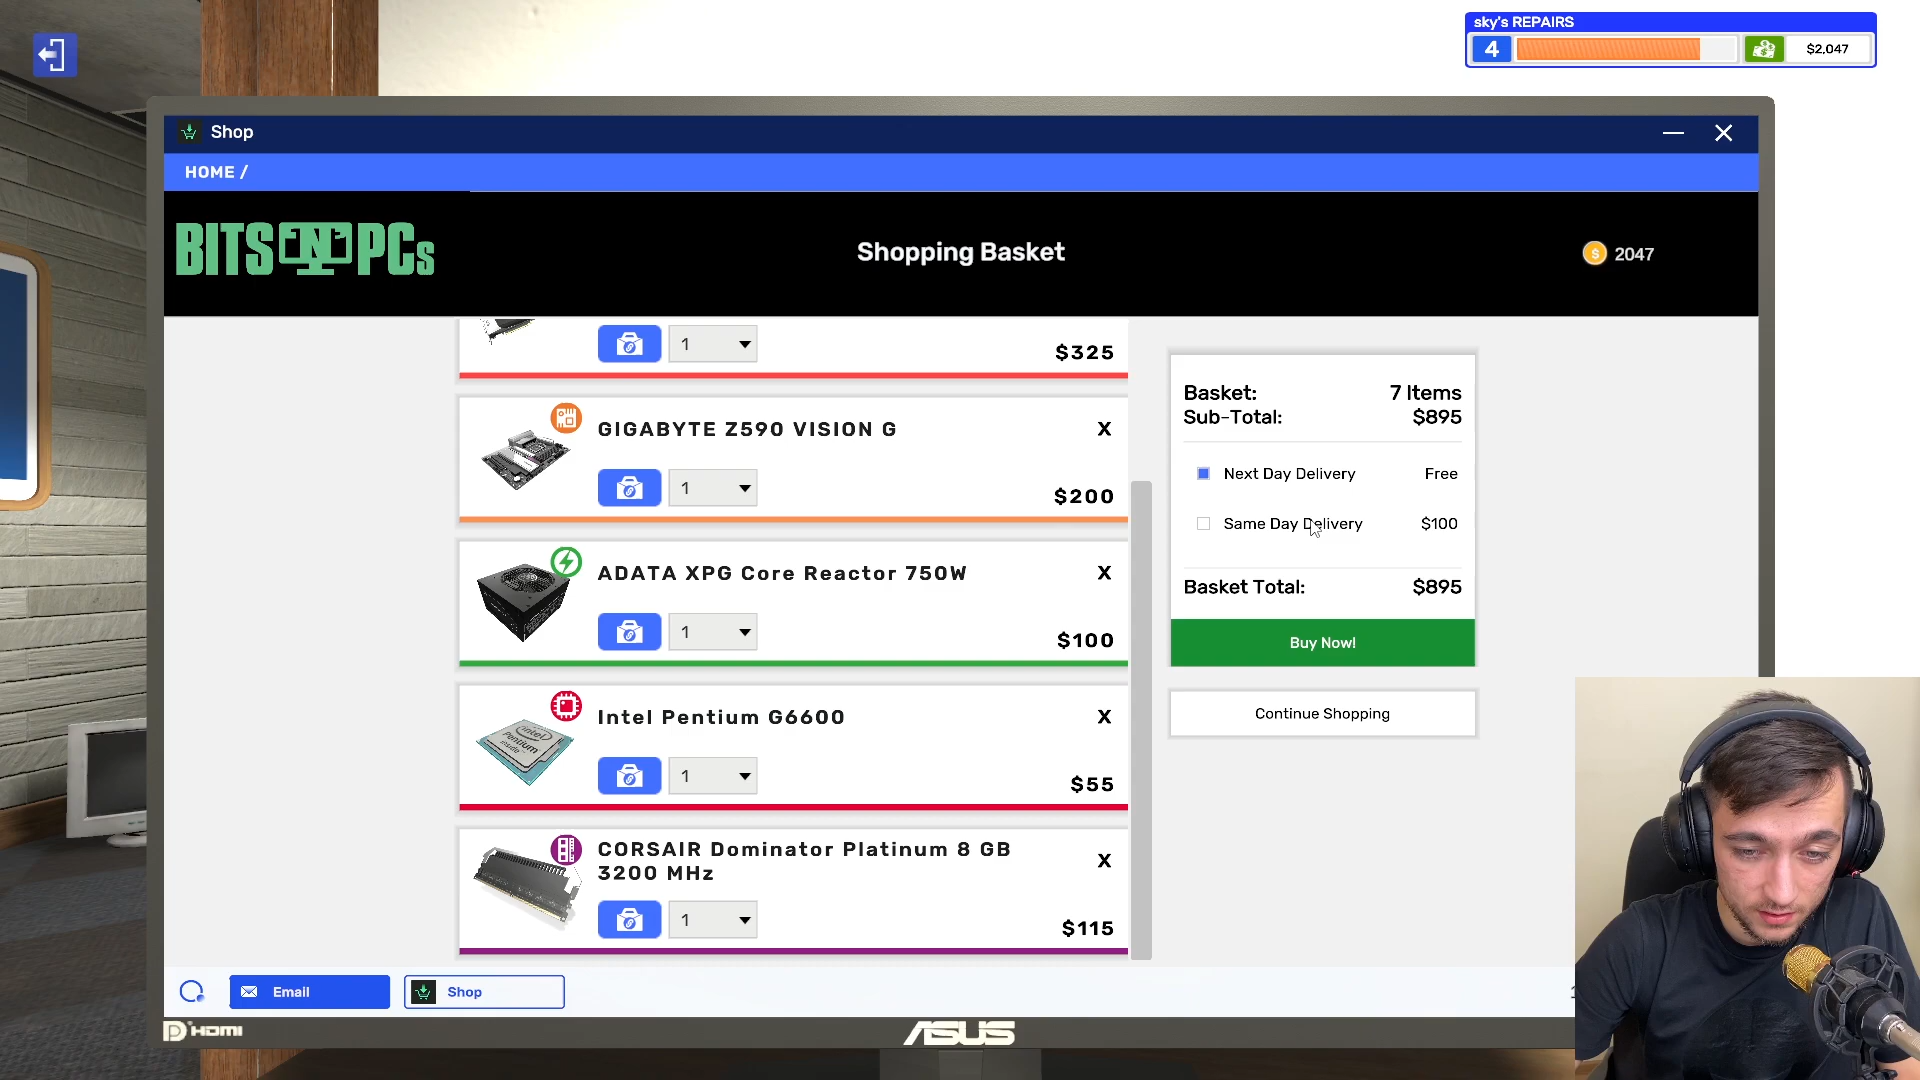 sky's REPAIRS
4
$2,047
Shop
HOME /
BITS PCs
Shopping Basket
2047
1
$325
GIGABYTE Z590 VISION G
X
1
$200
ADATA XPG Core Reactor 750W
X
1
$100
Intel Pentium G6600
X
1
$55
CORSAIR Dominator Platinum 8 GB
3200 MHz
X
1
$115
Basket: 7 Items
Sub-Total: $895
Next Day Delivery Free
Same Day Delivery $100
Basket Total: $895
Buy Now!
Continue Shopping
Email
Shop
HDMI
ASUS